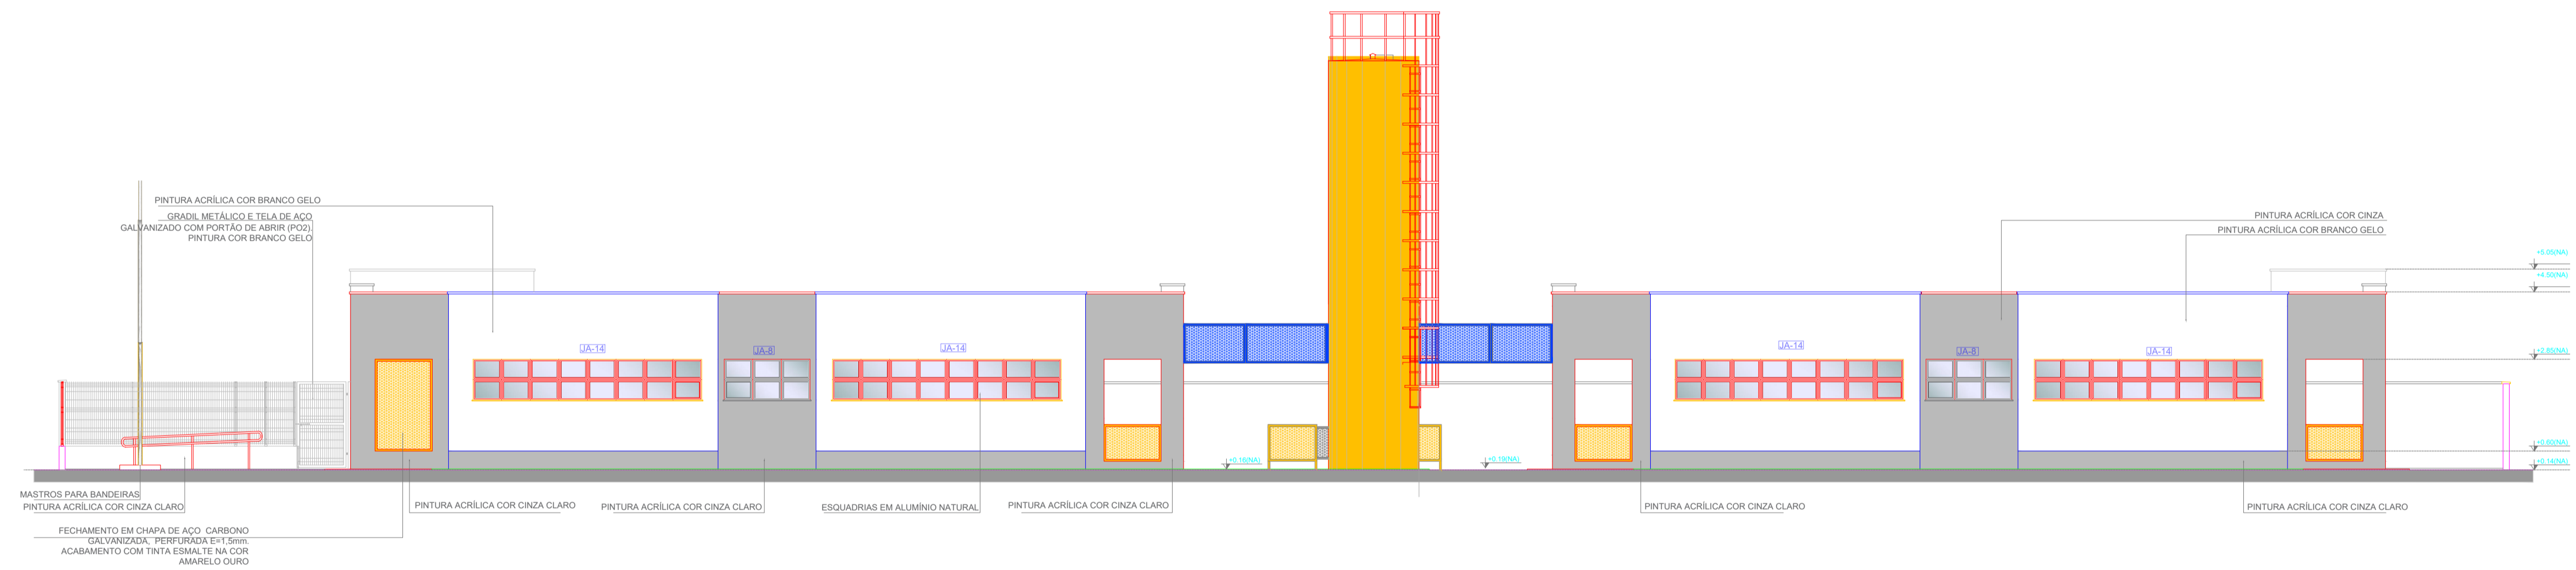 PINTURA ACRÍLICA COR BRANCO GELO
GRADIL METÁLICO E TELA DE AÇO
GALVANIZADO COM PORTÃO DE ABRIR (PO2).
PINTURA COR BRANCO GELO
PINTURA ACRÍLICA COR CINZA
PINTURA ACRÍLICA COR BRANCO GELO
+5.05(NA)
+4.56(NA)
JA-14
JA-8
JA-14
JA-14
JA-8
JA-14
+2.55(NA)
+0.60(NA)
+0.15(NA)
+0.19(NA)
+0.14(NA)
MASTROS PARA BANDEIRAS
PINTURA ACRÍLICA COR CINZA CLARO
PINTURA ACRÍLICA COR CINZA CLARO
PINTURA ACRÍLICA COR CINZA CLARO
ESQUADRIAS EM ALUMÍNIO NATURAL
PINTURA ACRÍLICA COR CINZA CLARO
PINTURA ACRÍLICA COR CINZA CLARO
PINTURA ACRÍLICA COR CINZA CLARO
FECHAMENTO EM CHAPA DE AÇO CARBONO
GALVANIZADA, PERFURADA E=1,5mm.
ACABAMENTO COM TINTA ESMALTE NA COR
AMARELO OURO